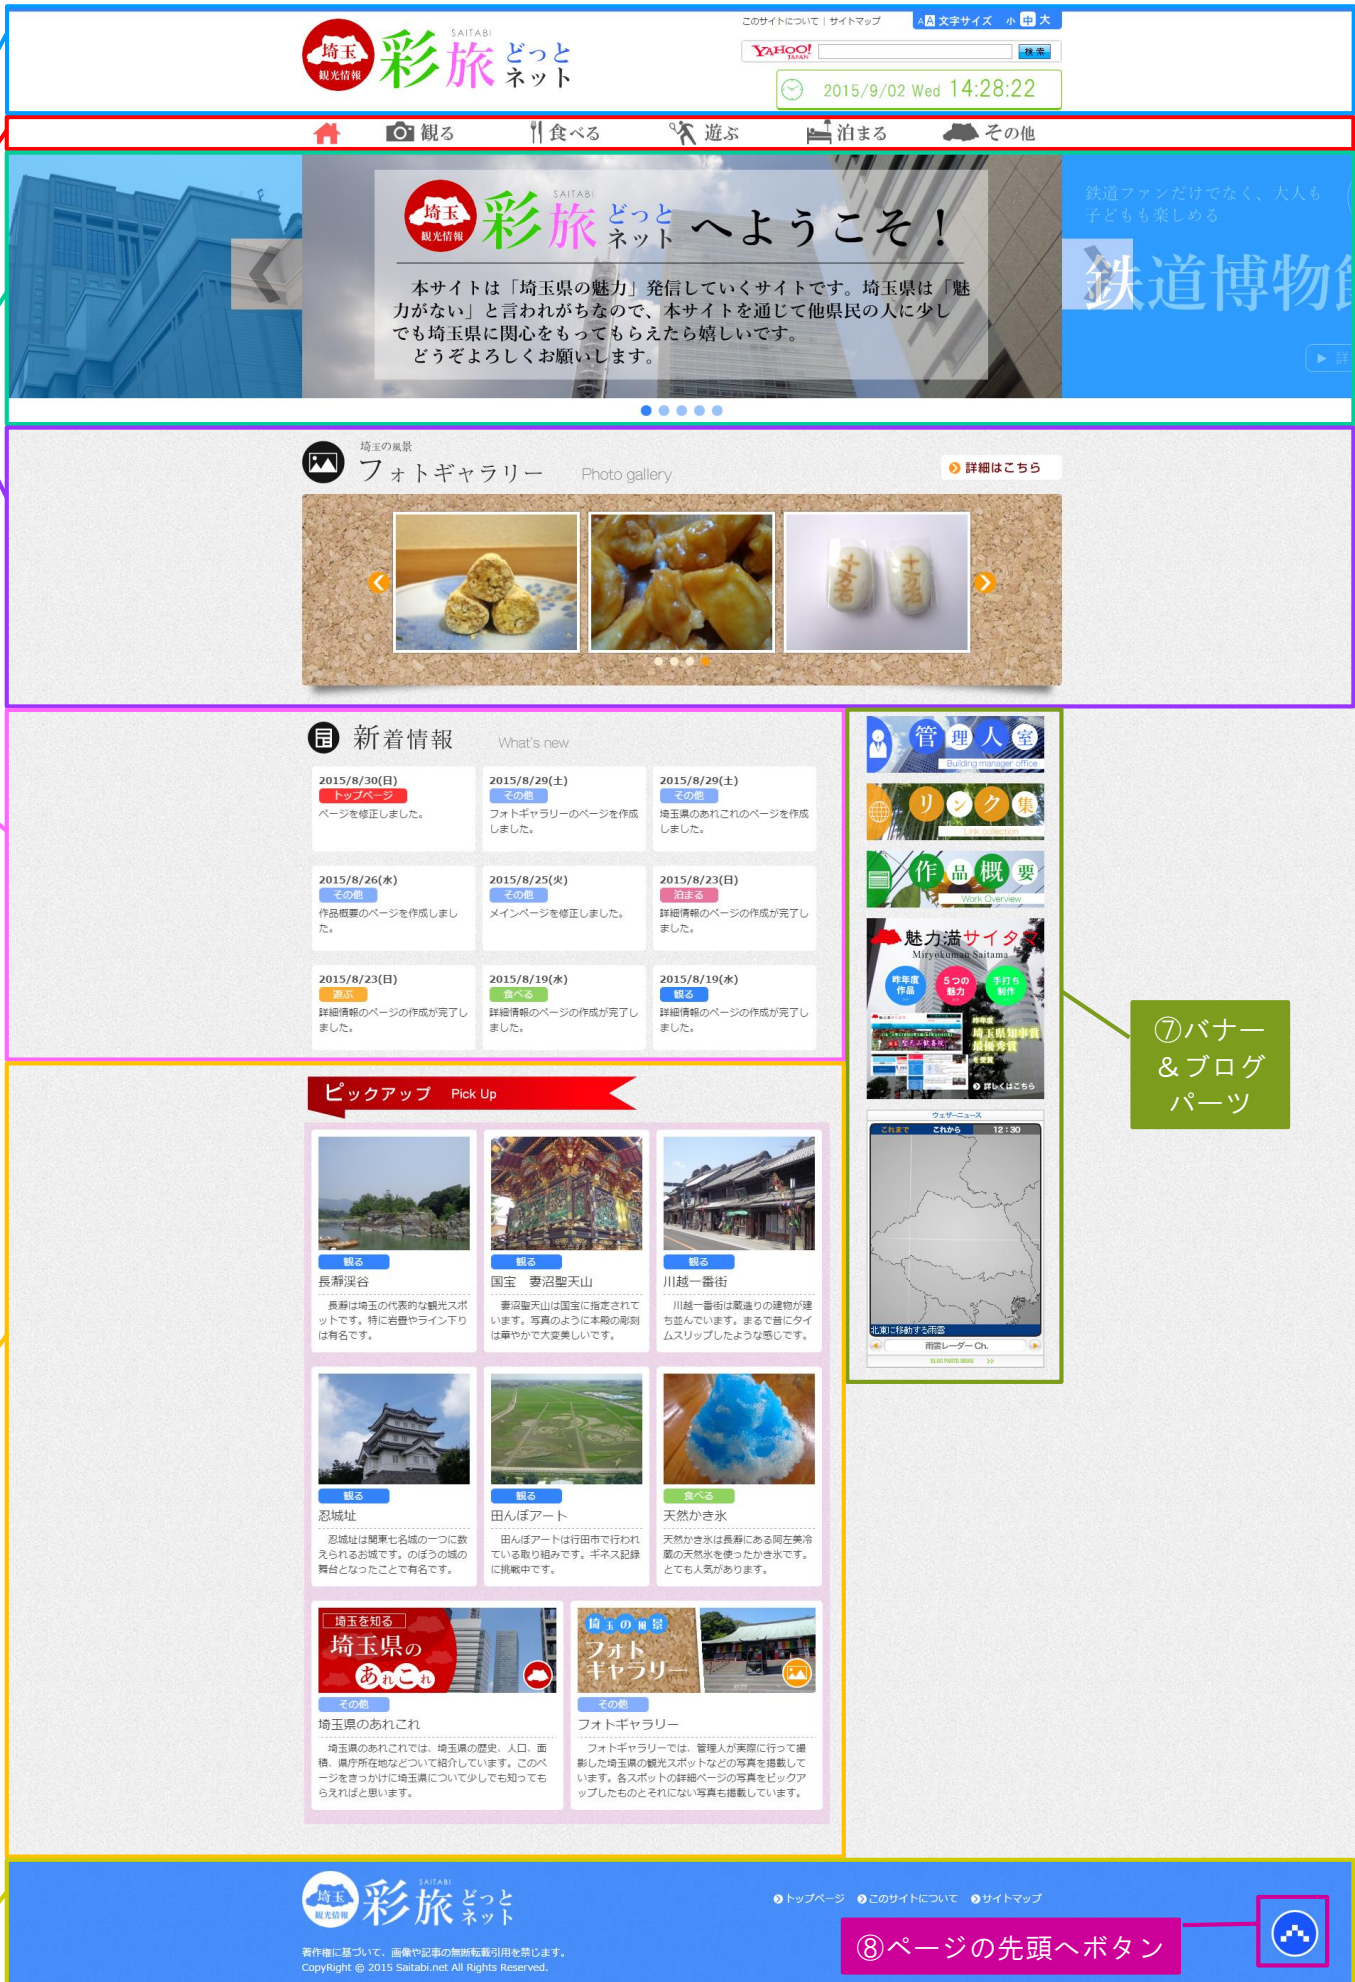 このサイトについて | サイトマップ
AA 文字サイズ 小 中 大
埼玉
観光情報
SAITABI
彩旅 どっと
ネット
YAHOO!
JAPAN
検索
2015/9/02 Wed 14:28:22
観る
食べる
遊ぶ
泊まる
その他
埼玉
観光情報
SAITABI
彩旅 どっと
ネット
へようこそ！
本サイトは「埼玉県の魅力」発信していくサイトです。埼玉県は「魅
力がない」と言われがちなので、本サイトを通じて他県民の人に少し
でも埼玉県に関心をもってもらえたら嬉しいです。
どうぞよろしくお願いします。
鉄道ファンだけでなく、大人も
子どもも楽しめる
鉄道博物
▶ 詳
埼玉の風景
フォトギャラリー Photo gallery
詳細はこちら
十万石
十万石
新着情報 What's new
2015/8/30(日)
トップページ
ページを修正しました。
2015/8/29(土)
その他
フォトギャラリーのページを作成
しました。
2015/8/29(土)
その他
埼玉県のあれこれのページを作成
しました。
2015/8/26(水)
その他
作品概要のページを作成しまし
た。
2015/8/25(火)
その他
メインページを修正しました。
2015/8/23(日)
泊まる
詳細情報のページの作成が完了し
ました。
2015/8/23(日)
遊ぶ
詳細情報のページの作成が完了し
ました。
2015/8/19(水)
食べる
詳細情報のページの作成が完了し
ました。
2015/8/19(水)
観る
詳細情報のページの作成が完了し
ました。
管理人室
Building manager office
リンク集
Link collection
作品概要
Work Overview
魅力満サイタマ
Miryokuman Saitama
昨年度
作品
5つの
魅力
手打ち
制作
昨年度
埼玉県知事賞
最優秀賞
を受賞
詳しくはこちら
ウェザーニュース
これまで これから 12:30
北東に移動する雨雲
雨雲レーダー Ch.
BLOG PARTS MENU >>
⑦バナー
＆ブログ
パーツ
ピックアップ Pick Up
観る
長瀞渓谷
長瀞は埼玉の代表的な観光スポ
ットです。特に岩畳やライン下り
は有名です。
観る
国宝 妻沼聖天山
妻沼聖天山は国宝に指定されて
います。写真のように本殿の彫刻
は華やかで大変美しいです。
観る
川越一番街
川越一番街は蔵造りの建物が建
ち並んでいます。まるで昔にタイ
ムスリップしたような感じです。
観る
忍城址
忍城址は関東七名城の一つに数
えられるお城です。のぼうの城の
舞台となったことで有名です。
観る
田んぼアート
田んぼアートは行田市で行われ
ている取り組みです。ギネス記録
に挑戦中です。
食べる
天然かき氷
天然かき氷は長瀞にある阿左美冷
蔵の天然氷を使ったかき氷です。
とても人気があります。
埼玉を知る
埼玉県の
あれこれ
その他
埼玉県のあれこれ
埼玉県のあれこれでは、埼玉県の歴史、人口、面
積、県庁所在地などついて紹介しています。このペ
ージをきっかけに埼玉県について少しでも知っても
らえればと思います。
埼玉の風景
フォト
ギャラリー
その他
フォトギャラリー
フォトギャラリーでは、管理人が実際に行って撮
影した埼玉県の観光スポットなどの写真を掲載して
います。各スポットの詳細ページの写真をピックア
ップしたものとそれにない写真も掲載しています。
埼玉
観光情報
SAITABI
彩旅 どっと
ネット
トップページ このサイトについて サイトマップ
⑧ページの先頭へボタン
著作権に基づいて、画像や記事の無断転載引用を禁じます。
CopyRight © 2015 Saitabi.net All Rights Reserved.